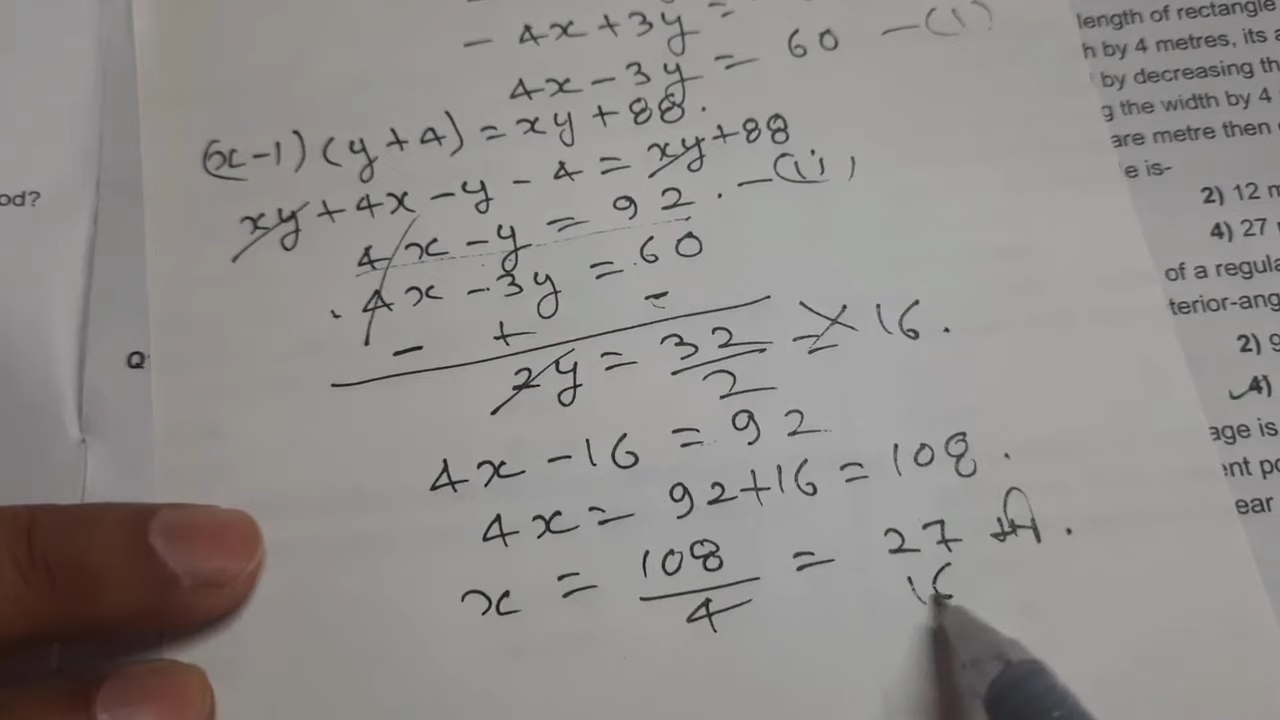 - 4x + 3y =
4x - 3y = 60 - (1)
(x-1) (y+4) = xy + 88.
xy + 4x - y - 4 = xy + 88
4x - y = 92. - (ii)
4x - 3y = 60
- + -
2y = 32/2 = 16.
4x - 16 = 92
4x = 92 + 16 = 108.
x = 108/4 = 27 मी.
16
od?
Q
length of rectangle
h by 4 metres, its a
by decreasing th
g the width by 4
are metre then
e is-
2) 12 m
4) 27
of a regula
terior-ang
2) 9
4)
age is
ent po
ear